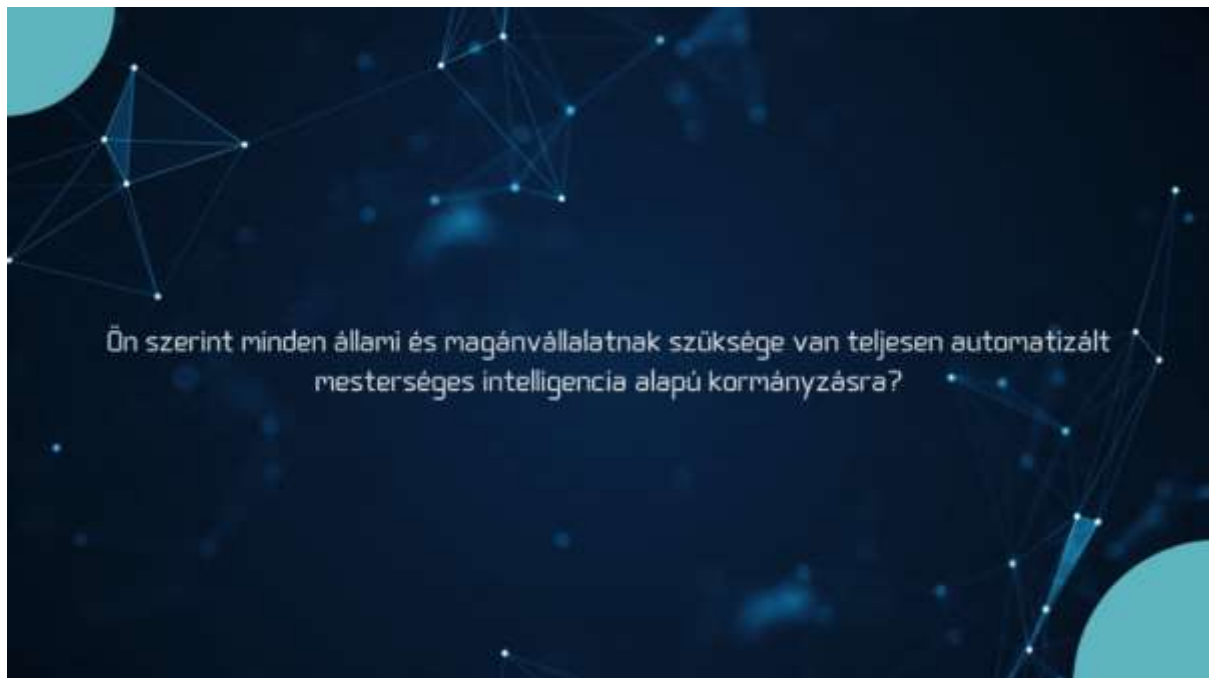 Ön szerint minden állami és magánvállalatnak szüksége van teljesen automatizált
mesterséges intelligencia alapú kormányzásra?